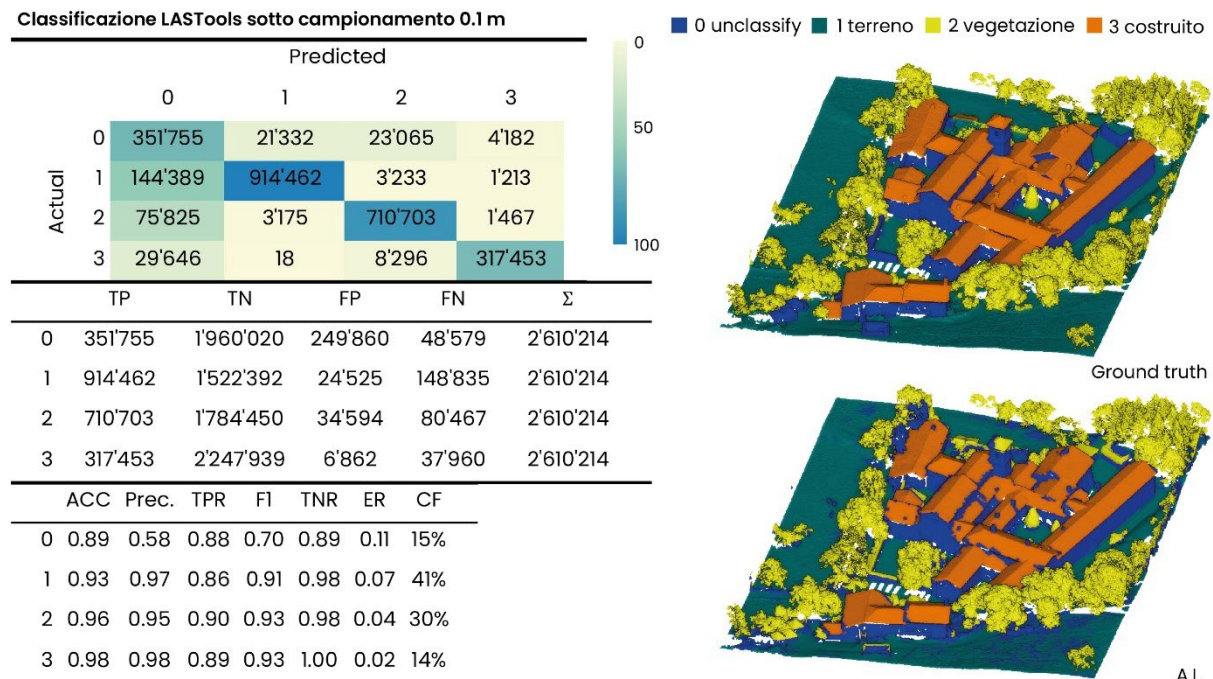 Classificazione LASTools sotto campionamento 0.1 m
Predicted
0 1 2 3
Actual
0 351'755 21'332 23'065 4'182
1 144'389 914'462 3'233 1'213
2 75'825 3'175 710'703 1'467
3 29'646 18 8'296 317'453
0
50
100
TP TN FP FN Σ
0 351'755 1'960'020 249'860 48'579 2'610'214
1 914'462 1'522'392 24'525 148'835 2'610'214
2 710'703 1'784'450 34'594 80'467 2'610'214
3 317'453 2'247'939 6'862 37'960 2'610'214
ACC Prec. TPR F1 TNR ER CF
0 0.89 0.58 0.88 0.70 0.89 0.11 15%
1 0.93 0.97 0.86 0.91 0.98 0.07 41%
2 0.96 0.95 0.90 0.93 0.98 0.04 30%
3 0.98 0.98 0.89 0.93 1.00 0.02 14%
0 unclassify 1 terreno 2 vegetazione 3 costruito
Ground truth
A.I.